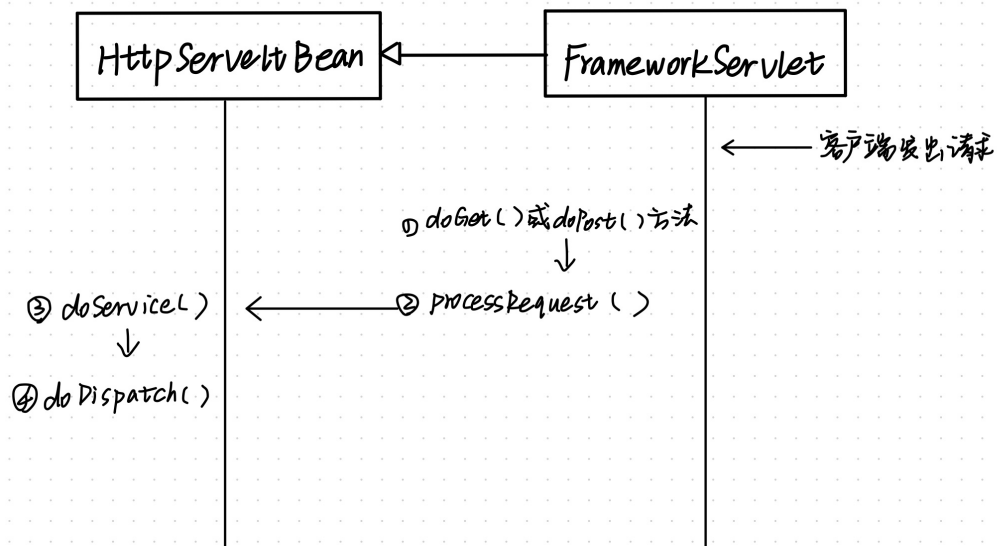 HttpServeltBean
FrameworkServlet
客户端发出请求
① doGet()或doPost()方法
② processRequest()
③ doService()
④ doDispatch()